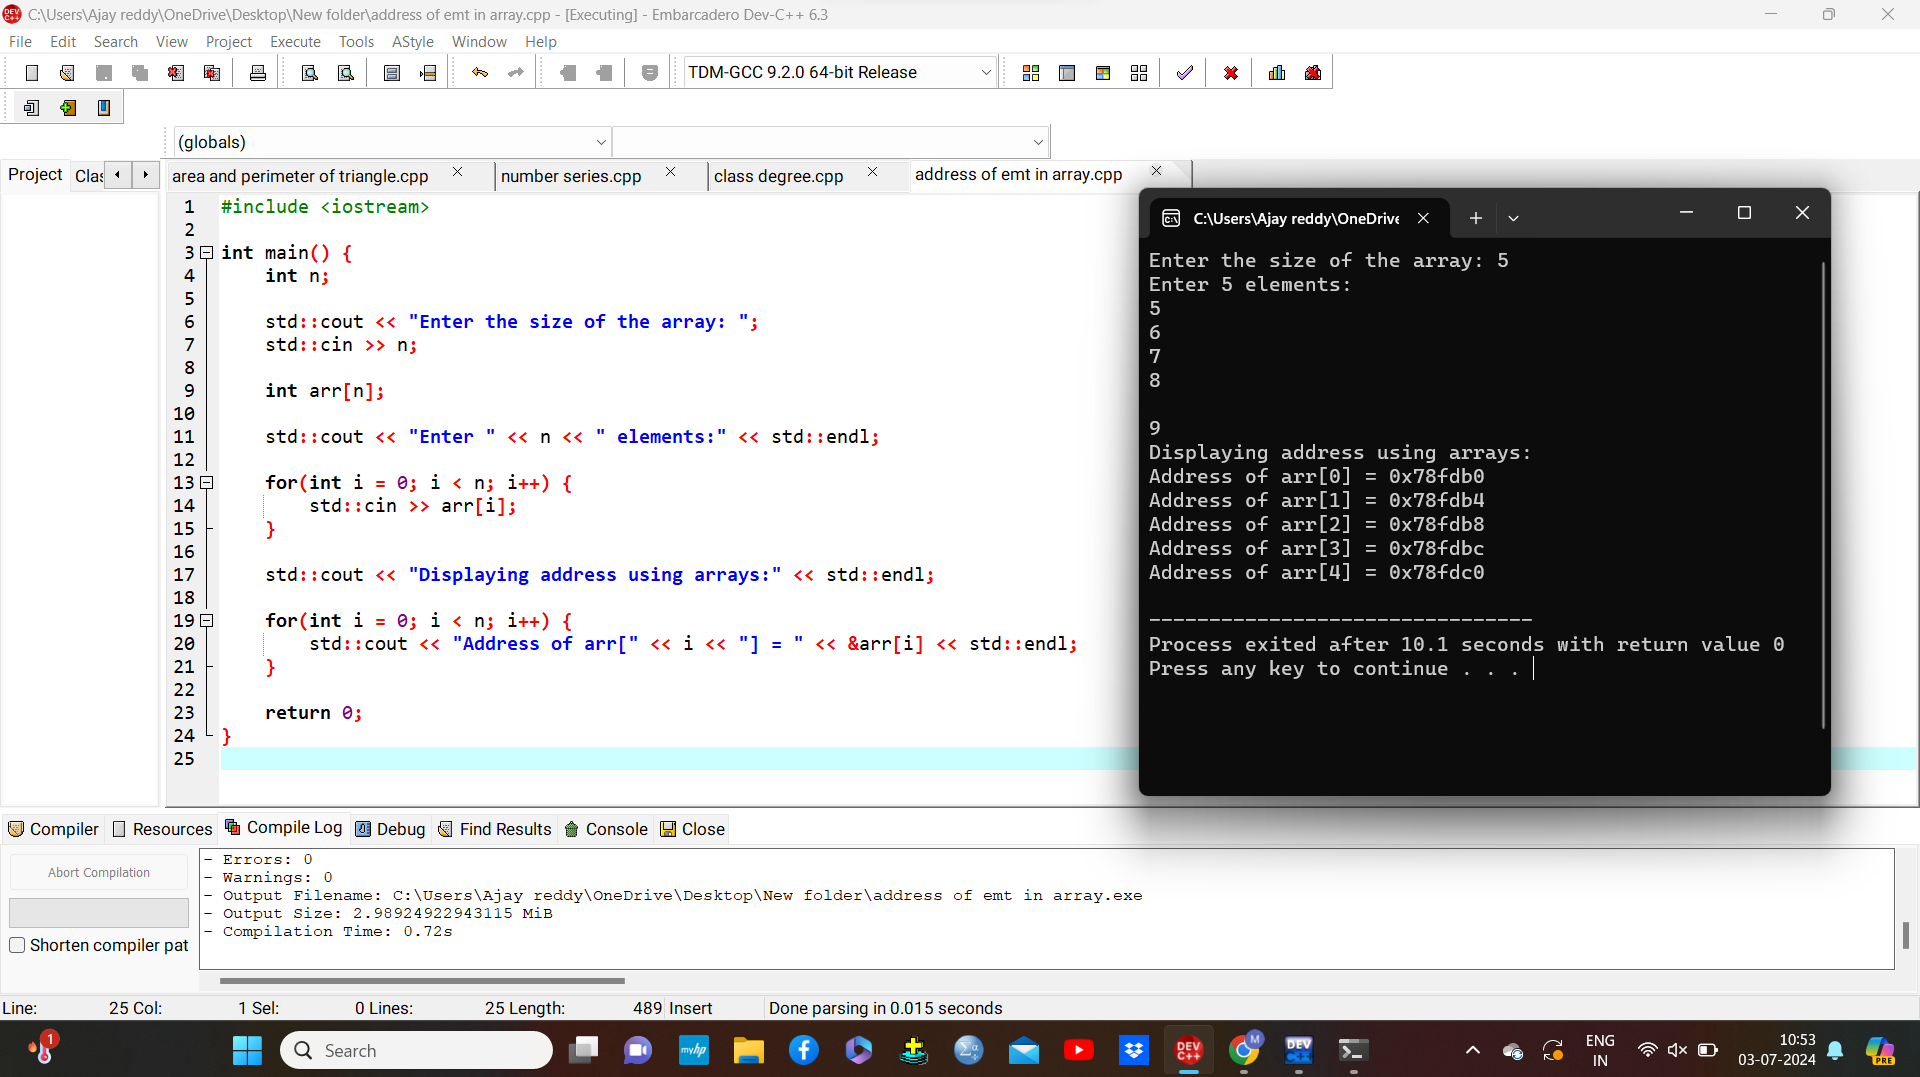 C:\Users\Ajay reddy\OneDrive\Desktop\New folder\address of emt in array.cpp - [Executing] - Embarcadero Dev-C++ 6.3
File Edit Search View Project Execute Tools AStyle Window Help
TDM-GCC 9.2.0 64-bit Release
(globals)
Project Clas area and perimeter of triangle.cpp number series.cpp class degree.cpp address of emt in array.cpp
1 #include <iostream>
2
3 int main() {
4 int n;
5
6 std::cout << "Enter the size of the array: ";
7 std::cin >> n;
8
9 int arr[n];
10
11 std::cout << "Enter " << n << " elements:" << std::endl;
12
13 for(int i = 0; i < n; i++) {
14 std::cin >> arr[i];
15 }
16
17 std::cout << "Displaying address using arrays:" << std::endl;
18
19 for(int i = 0; i < n; i++) {
20 std::cout << "Address of arr[" << i << "] = " << &arr[i] << std::endl;
21 }
22
23 return 0;
24 }
25
C:\Users\Ajay reddy\OneDrive
Enter the size of the array: 5
Enter 5 elements:
5
6
7
8
9
Displaying address using arrays:
Address of arr[0] = 0x78fdb0
Address of arr[1] = 0x78fdb4
Address of arr[2] = 0x78fdb8
Address of arr[3] = 0x78fdbc
Address of arr[4] = 0x78fdc0
--------------------------------
Process exited after 10.1 seconds with return value 0
Press any key to continue . . .
Compiler Resources Compile Log Debug Find Results Console Close
Abort Compilation
Shorten compiler pat
- Errors: 0
- Warnings: 0
- Output Filename: C:\Users\Ajay reddy\OneDrive\Desktop\New folder\address of emt in array.exe
- Output Size: 2.98924922943115 MiB
- Compilation Time: 0.72s
Line: 25 Col: 1 Sel: 0 Lines: 25 Length: 489 Insert Done parsing in 0.015 seconds
1
Search
myhp
DEV C++
M
DEV C++
ENG
IN
10:53
03-07-2024
PRE